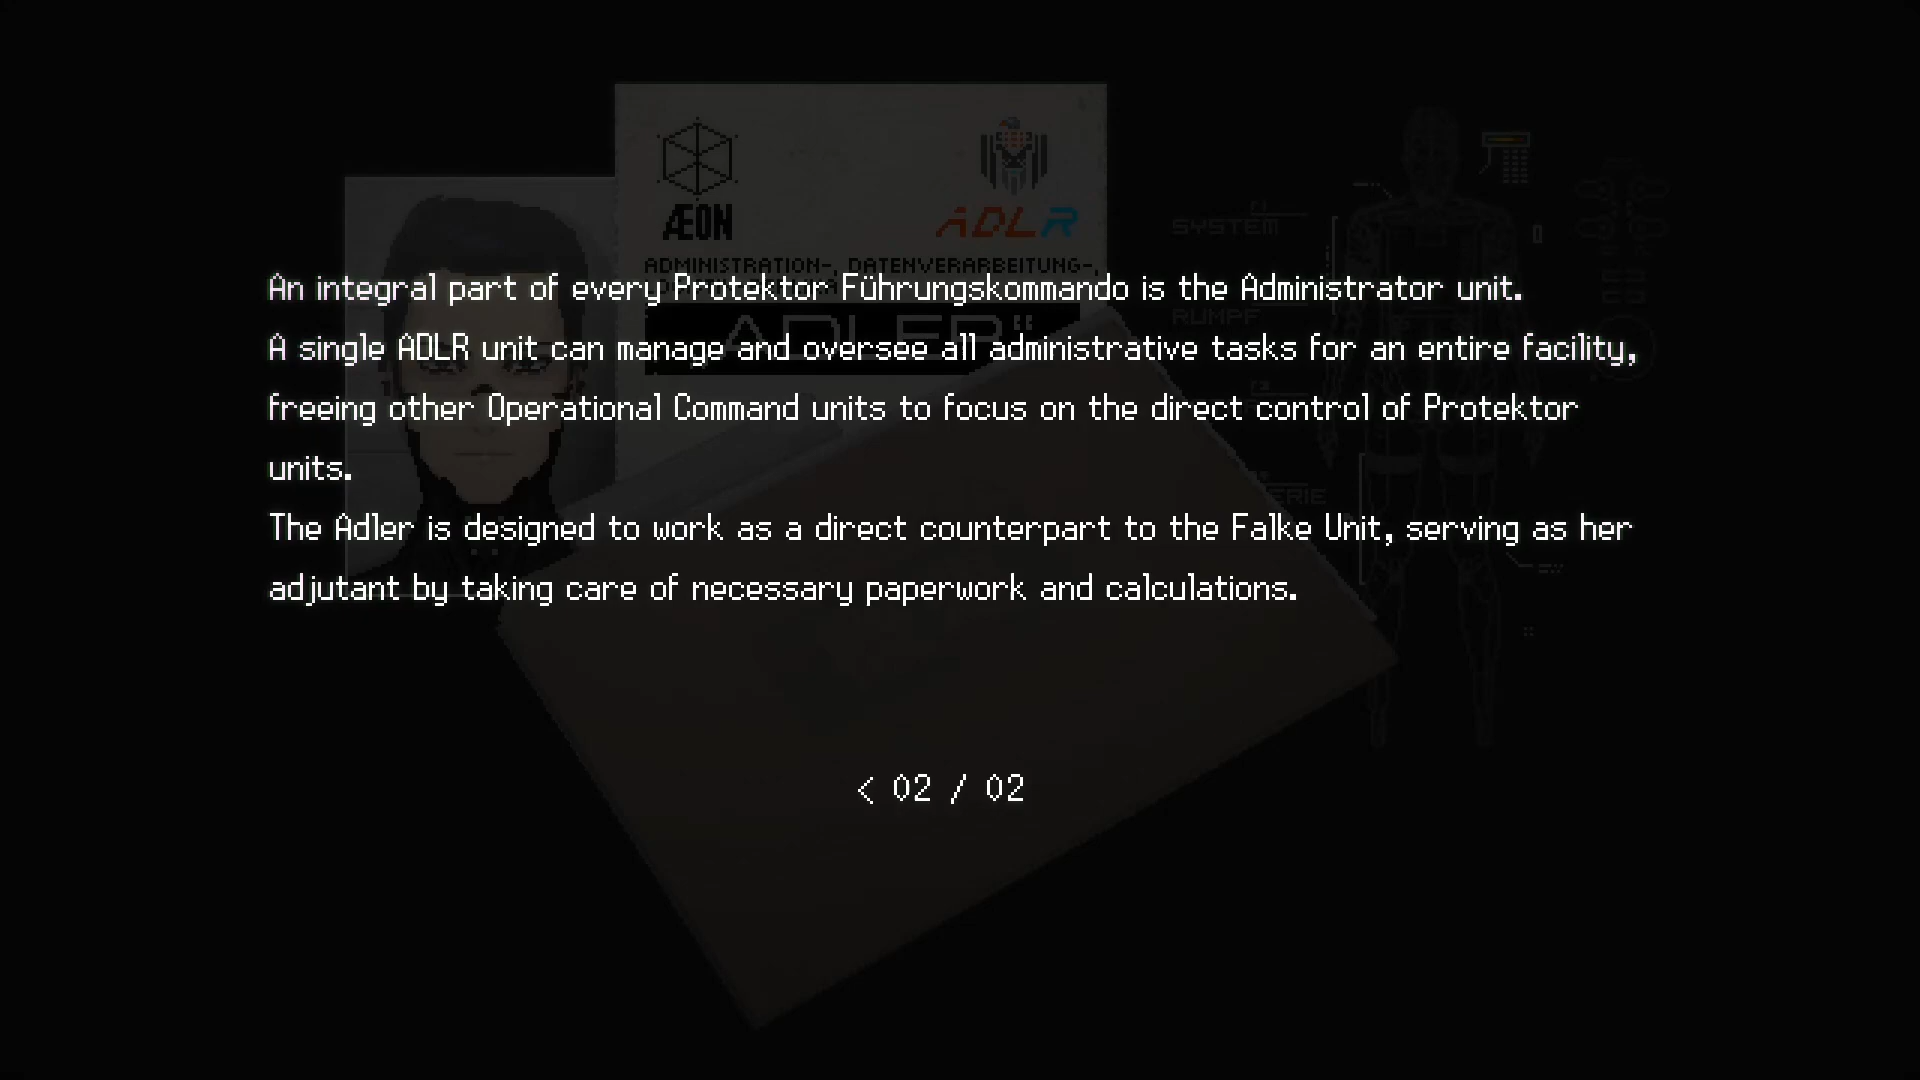 ÆON
ADLR
ADMINISTRATION-, DATENVERARBEITUNG-,
"ADLER"
SYSTEM
RUMPF
An integral part of every Protektor Führungskommando is the Administrator unit.
A single ADLR unit can manage and oversee all administrative tasks for an entire facility,
freeing other Operational Command units to focus on the direct control of Protektor
units.
The Adler is designed to work as a direct counterpart to the Falke Unit, serving as her
adjutant by taking care of necessary paperwork and calculations.
< 02 / 02